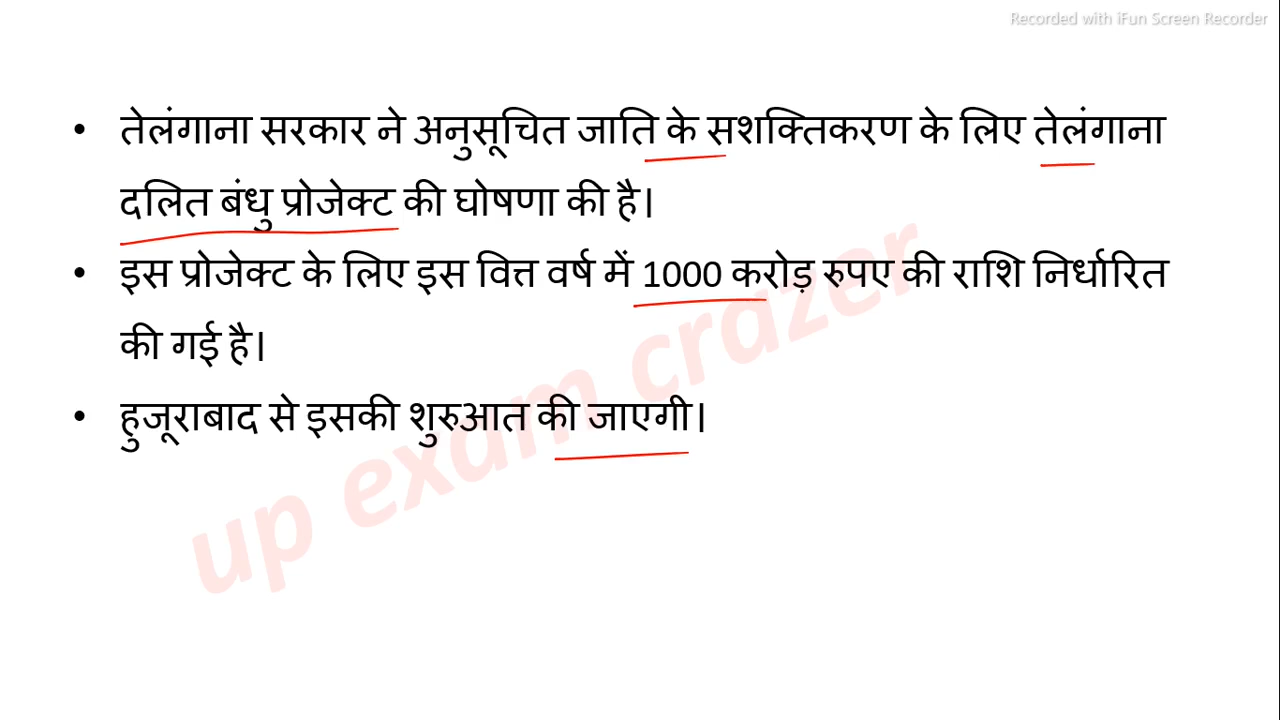 Recorded with iFun Screen Recorder
• तेलंगाना सरकार ने अनुसूचित जाति के सशक्तिकरण के लिए तेलंगाना
दलित बंधु प्रोजेक्ट की घोषणा की है।
• इस प्रोजेक्ट के लिए इस वित्त वर्ष में 1000 करोड़ रुपए की राशि निर्धारित
की गई है।
• हुजूराबाद से इसकी शुरुआत की जाएगी।
up exam crazer